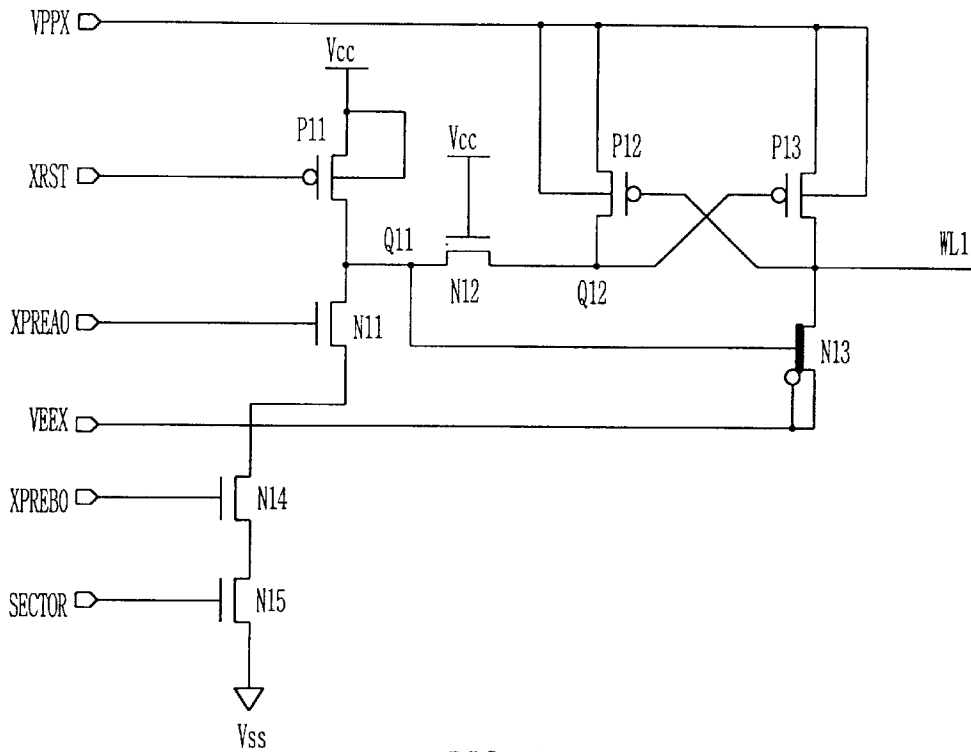 VPPX
Vcc
P11
Vcc
P12
P13
XRST
Q11
WL1
N12
Q12
XPREA0
N11
N13
VEEX
XPREB0
N14
SECTOR
N15
Vss